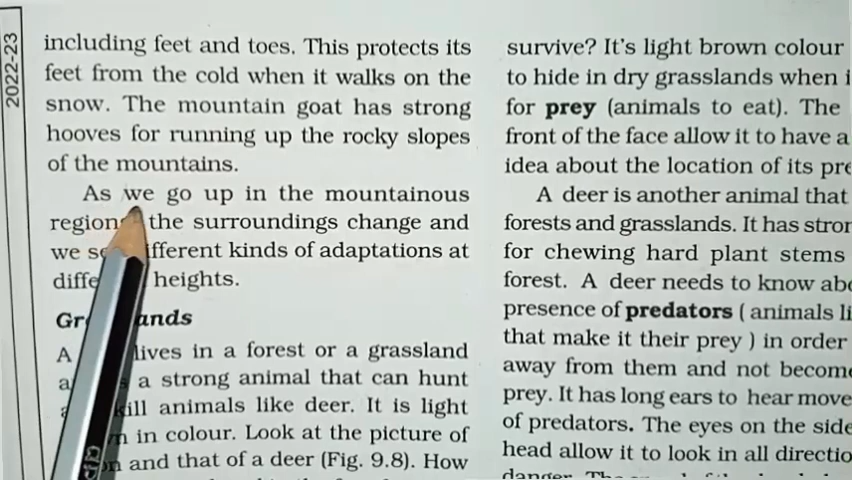 2022-23
including feet and toes. This protects its
feet from the cold when it walks on the
snow. The mountain goat has strong
hooves for running up the rocky slopes
of the mountains.
As we go up in the mountainous
region the surroundings change and
we fferent kinds of adaptations at
diffe heights.
Gr ands
A lives in a forest or a grassland
a strong animal that can hunt
kill animals like deer. It is light
in colour. Look at the picture of
and that of a deer (Fig. 9.8). How
survive? It's light brown colour
to hide in dry grasslands when i
for prey (animals to eat). The
front of the face allow it to have a
idea about the location of its pre
A deer is another animal that
forests and grasslands. It has stron
for chewing hard plant stems
forest. A deer needs to know abo
presence of predators ( animals li
that make it their prey ) in order
away from them and not become
prey. It has long ears to hear move
of predators. The eyes on the side
head allow it to look in all directio